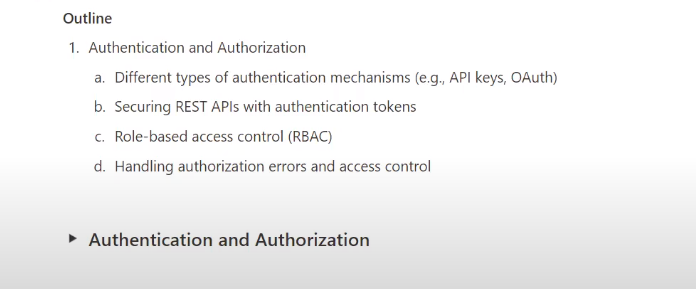 Outline
1. Authentication and Authorization
a. Different types of authentication mechanisms (e.g., API keys, OAuth)
b. Securing REST APIs with authentication tokens
c. Role-based access control (RBAC)
d. Handling authorization errors and access control
Authentication and Authorization